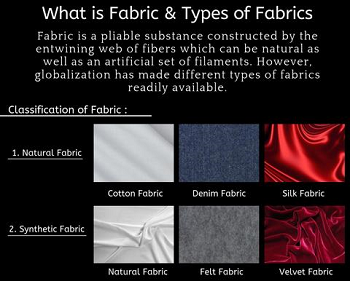 What is Fabric & Types of Fabrics
Fabric is a pliable substance constructed by the
entwining web of fibers which can be natural as
well as an artificial set of filaments. However,
globalization has made different types of fabrics
readily available.
Classification of Fabric :
1. Natural Fabric
Cotton Fabric
Denim Fabric
Silk Fabric
2. Synthetic Fabric
Natural Fabric
Felt Fabric
Velvet Fabric